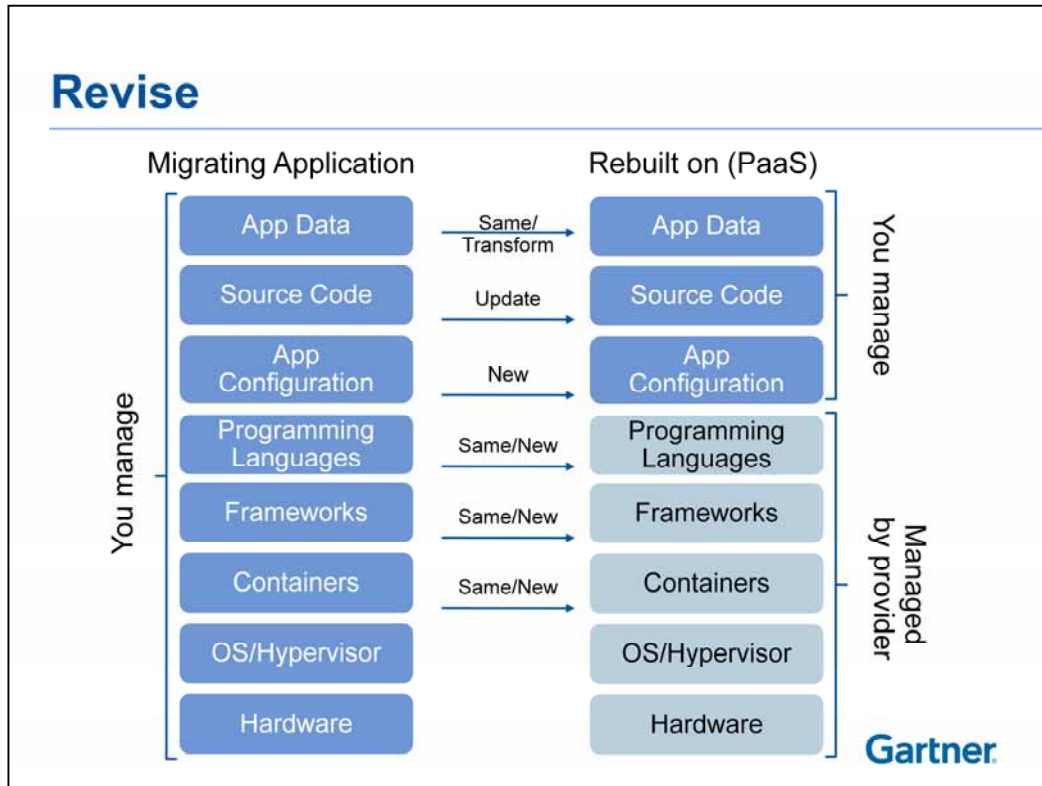 Revise
Migrating Application
Rebuilt on (PaaS)
You manage
App Data
Same/
Transform
App Data
Source Code
Update
Source Code
App
Configuration
New
App
Configuration
You manage
Programming
Languages
Same/New
Programming
Languages
Frameworks
Same/New
Frameworks
Containers
Same/New
Containers
OS/Hypervisor
OS/Hypervisor
Hardware
Hardware
Managed
by provider
Gartner®